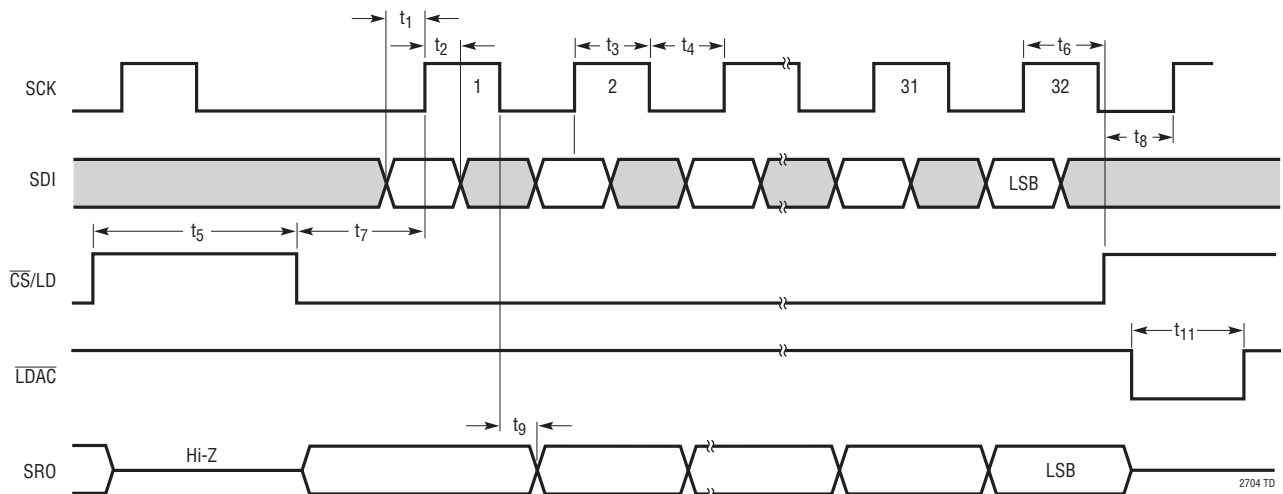 t1
t2
t3
t4
t6
SCK
1
2
31
32
t8
SDI
LSB
t5
t7
CS/LD
t11
LDAC
t9
SRO
Hi-Z
LSB
2704 TD